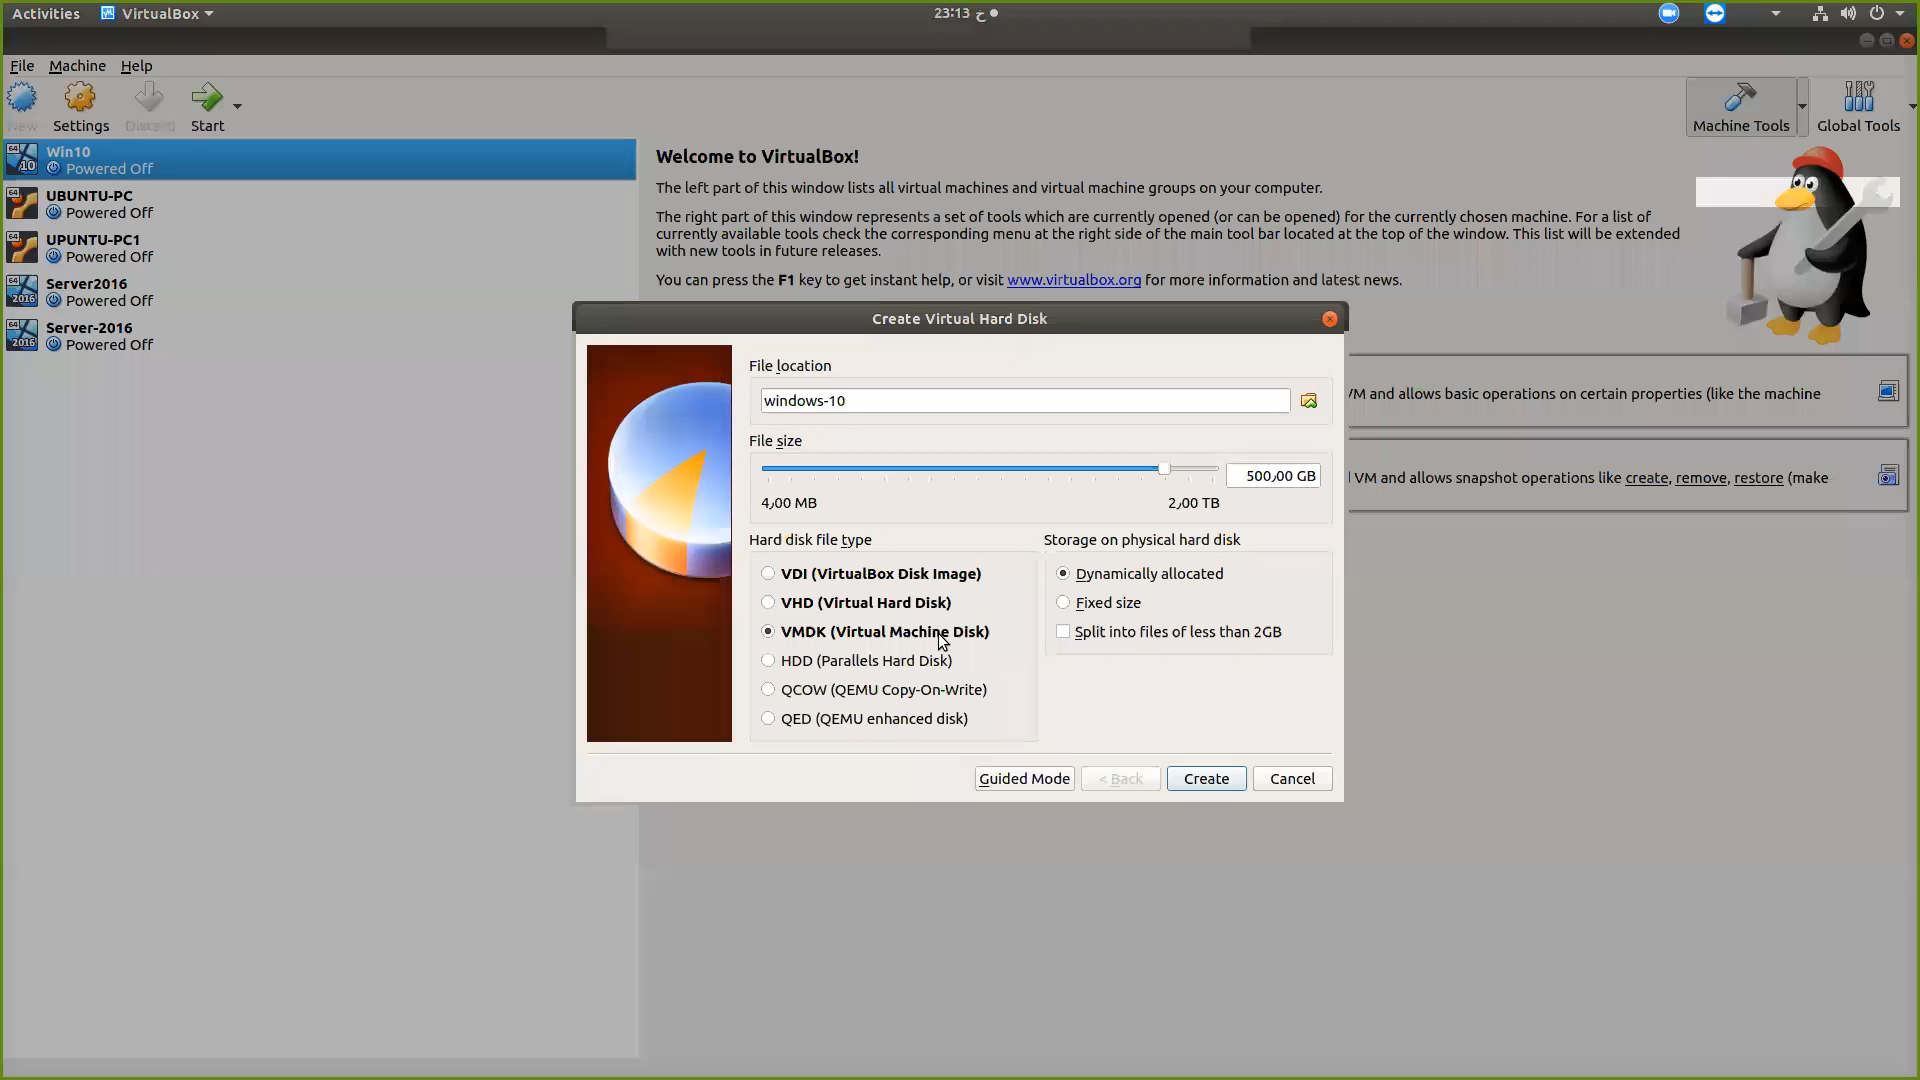 Activities
VirtualBox
23:13 ح
File Machine Help
New
Settings
Discard
Start
Machine Tools
Global Tools
64
10
Win10
Powered Off
64
UBUNTU-PC
Powered Off
64
UPUNTU-PC1
Powered Off
64
2016
Server2016
Powered Off
64
2016
Server-2016
Powered Off
Welcome to VirtualBox!
The left part of this window lists all virtual machines and virtual machine groups on your computer.
The right part of this window represents a set of tools which are currently opened (or can be opened) for the currently chosen machine. For a list of
currently available tools check the corresponding menu at the right side of the main tool bar located at the top of the window. This list will be extended
with new tools in future releases.
You can press the F1 key to get instant help, or visit www.virtualbox.org for more information and latest news.
VM and allows basic operations on certain properties (like the machine
VM and allows snapshot operations like create, remove, restore (make
Create Virtual Hard Disk
File location
windows-10
File size
500٫00 GB
4٫00 MB
2٫00 TB
Hard disk file type
VDI (VirtualBox Disk Image)
VHD (Virtual Hard Disk)
VMDK (Virtual Machine Disk)
HDD (Parallels Hard Disk)
QCOW (QEMU Copy-On-Write)
QED (QEMU enhanced disk)
Storage on physical hard disk
Dynamically allocated
Fixed size
Split into files of less than 2GB
Guided Mode
< Back
Create
Cancel